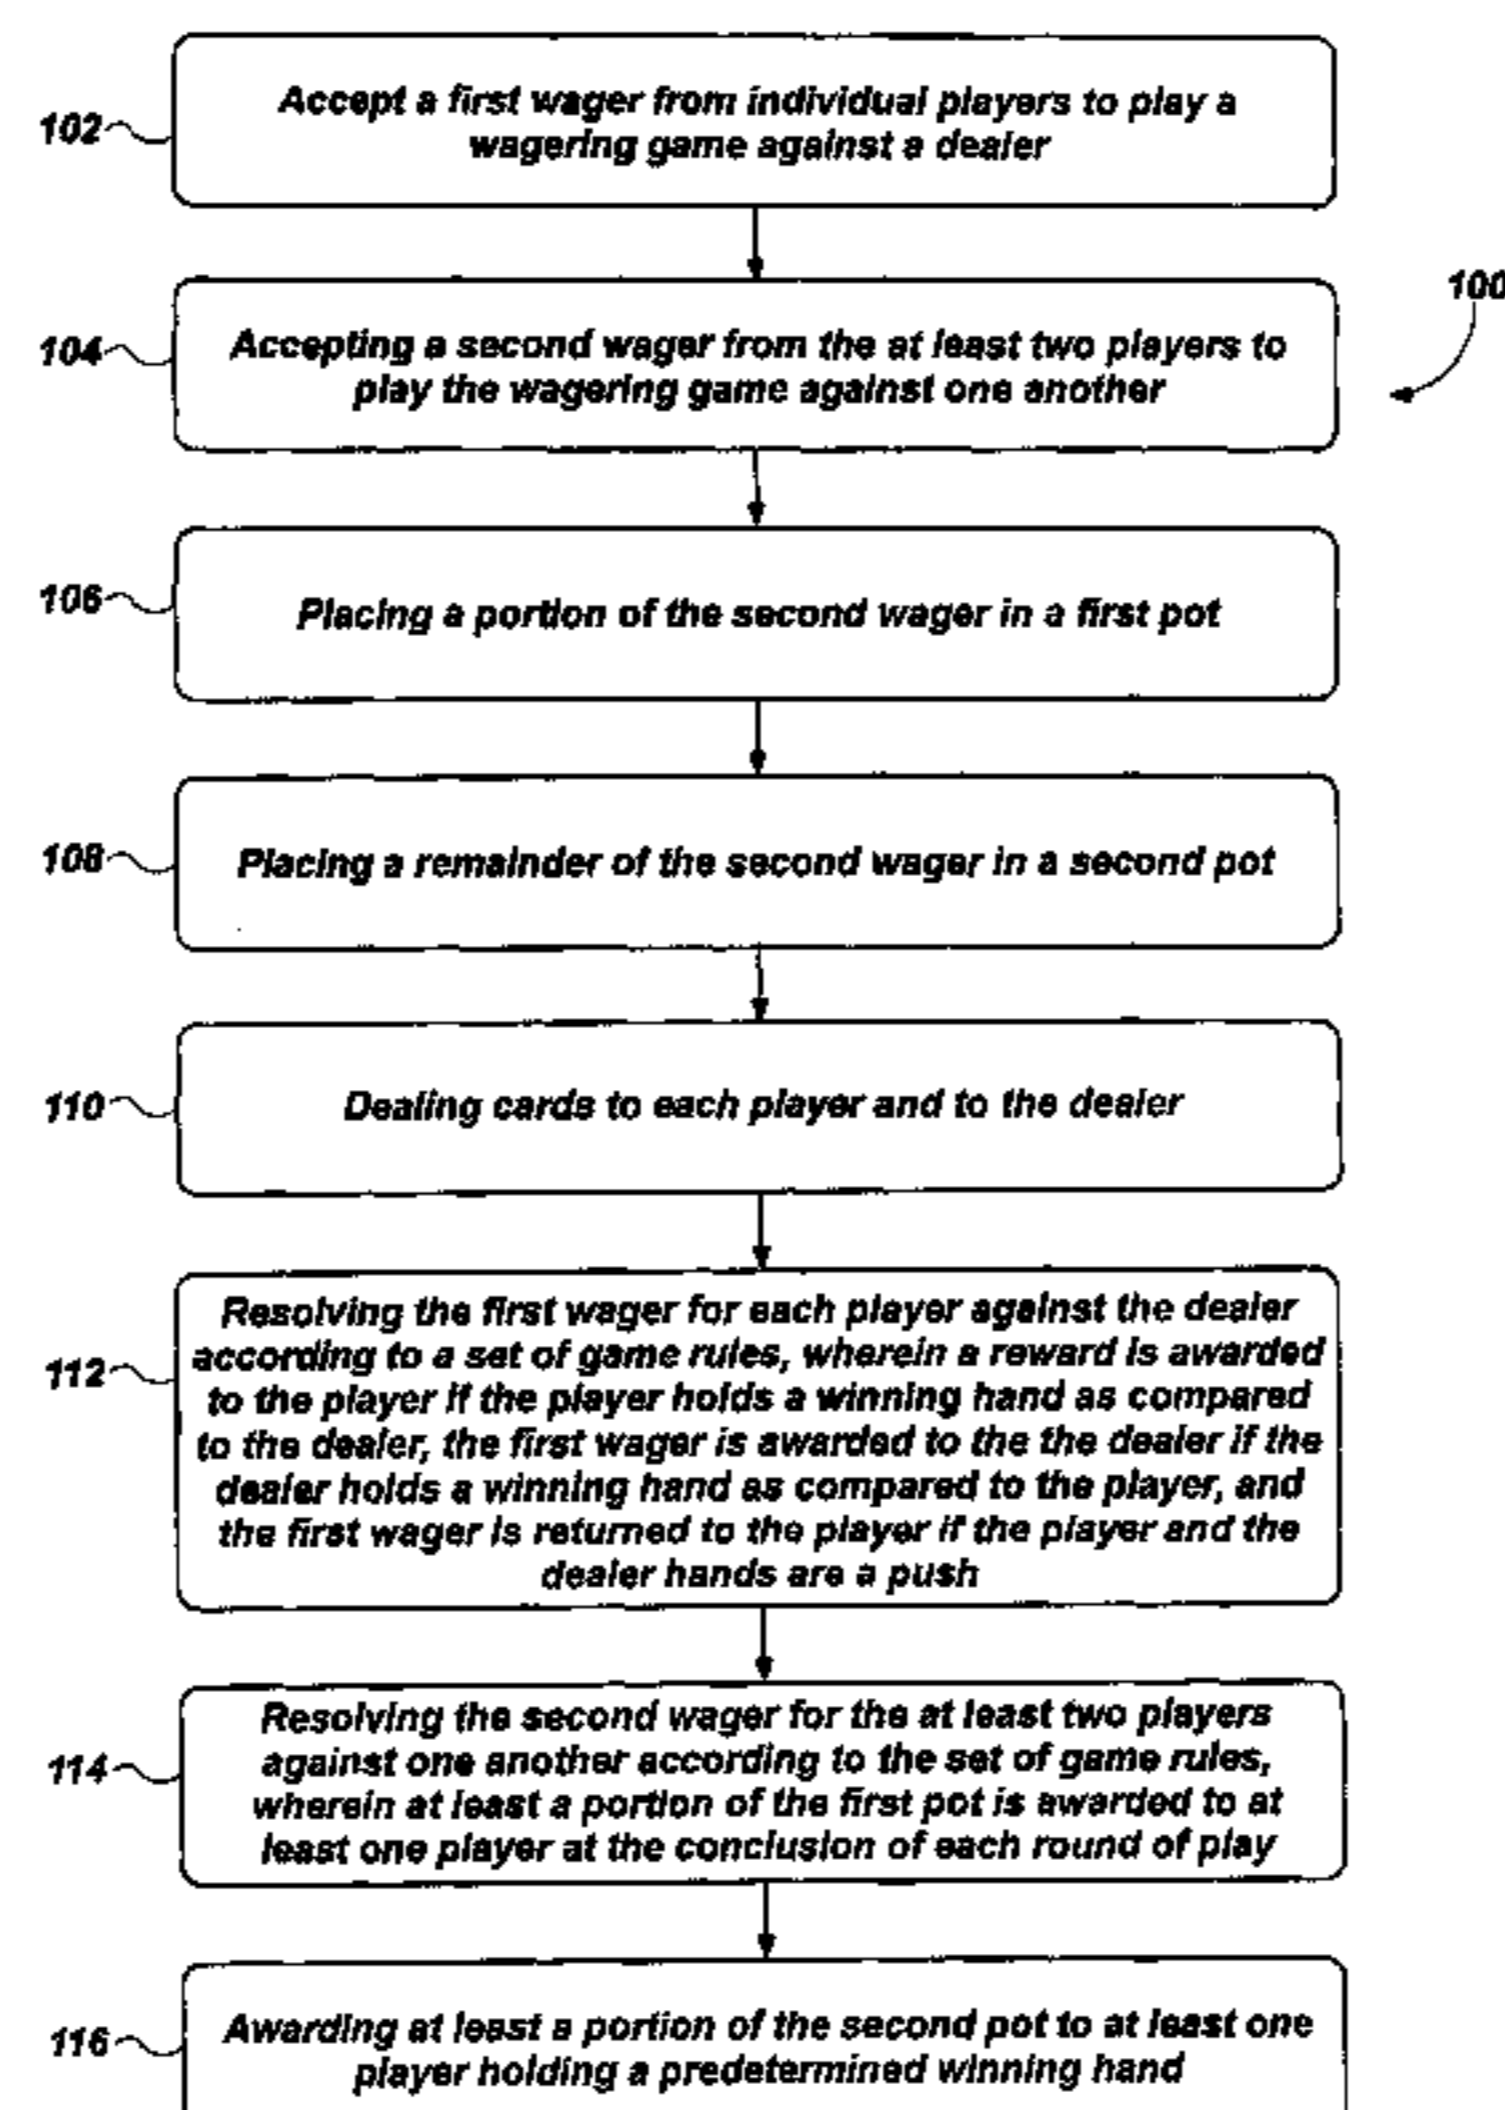 102
Accept a first wager from individual players to play a
wagering game against a dealer
100
104
Accepting a second wager from the at least two players to
play the wagering game against one another
106
Placing a portion of the second wager in a first pot
108
Placing a remainder of the second wager in a second pot
110
Dealing cards to each player and to the dealer
112
Resolving the first wager for each player against the dealer
according to a set of game rules, wherein a reward is awarded
to the player if the player holds a winning hand as compared
to the dealer, the first wager is awarded to the the dealer if the
dealer holds a winning hand as compared to the player, and
the first wager is returned to the player if the player and the
dealer hands are a push
114
Resolving the second wager for the at least two players
against one another according to the set of game rules,
wherein at least a portion of the first pot is awarded to at
least one player at the conclusion of each round of play
116
Awarding at least a portion of the second pot to at least one
player holding a predetermined winning hand